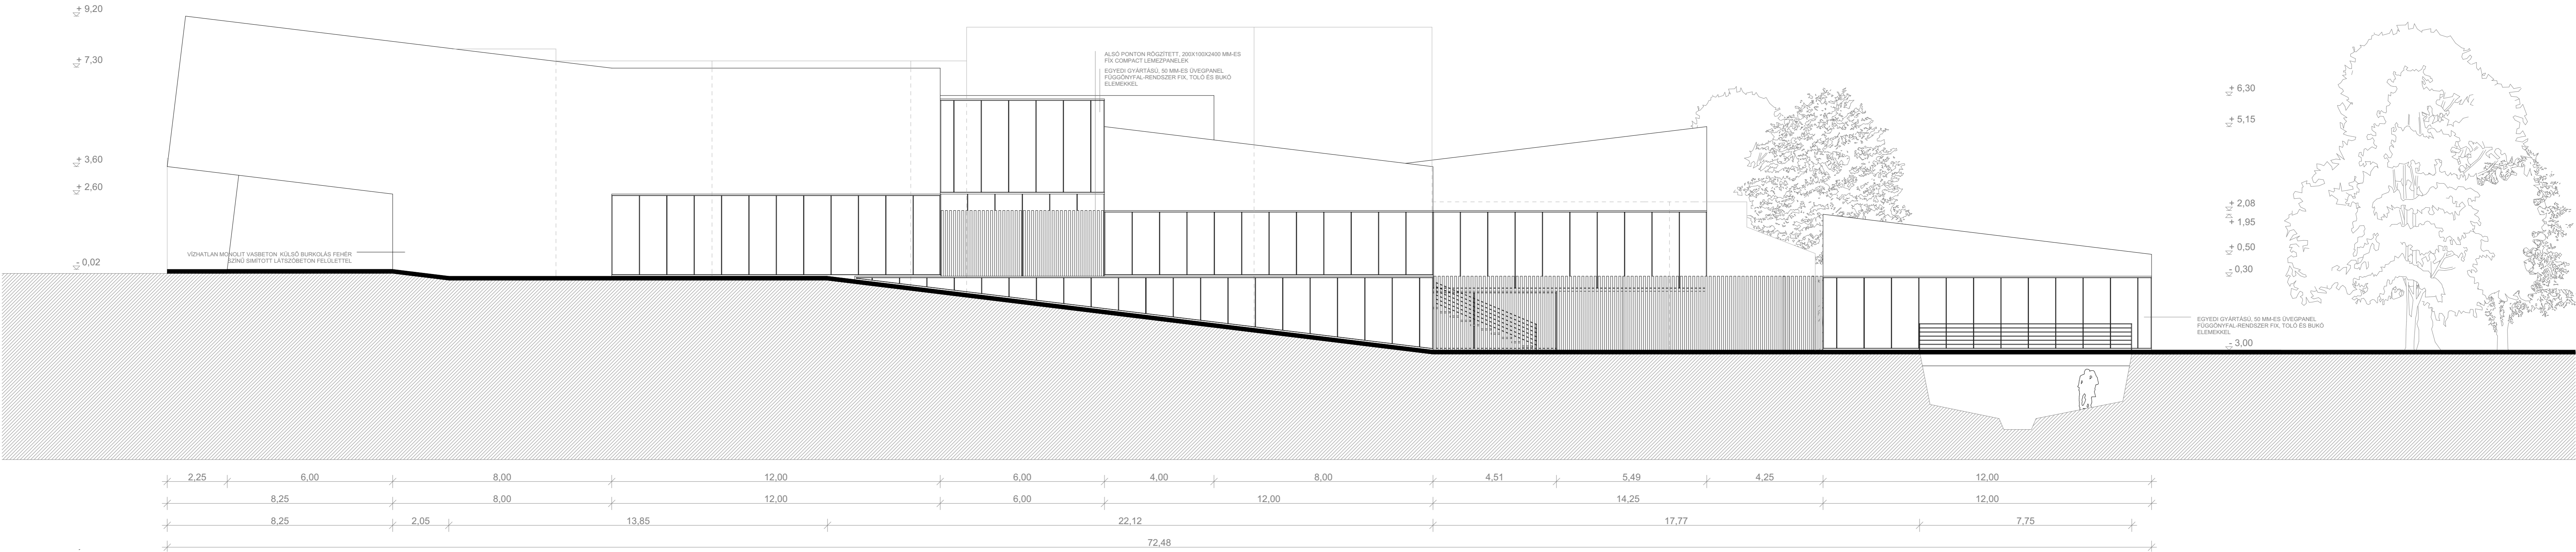 + 9,20
+ 7,30
+ 3,60
+ 2,60
- 0,02
ALSÓ PONTON RÖGZÍTETT, 200X100X2400 MM-ES
FIX COMPACT LEMEZPANELEK
EGYEDI GYÁRTÁSÚ, 50 MM-ES ÜVEGPANEL
FÜGGÖNYFAL-RENDSZER FIX, TOLÓ ÉS BUKÓ
ELEMEKKEL
VÍZHATLAN MONOLIT VASBETON KÜLSŐ BURKOLÁS FEHÉR
SZÍNŰ SIMÍTOTT LÁTSZÓBETON FELÜLETTEL
+ 6,30
+ 5,15
+ 2,08
+ 1,95
+ 0,50
- 0,30
EGYEDI GYÁRTÁSÚ, 50 MM-ES ÜVEGPANEL
FÜGGÖNYFAL-RENDSZER FIX, TOLÓ ÉS BUKÓ
ELEMEKKEL
- 3,00
2,25 6,00 8,00 12,00 6,00 4,00 8,00 4,51 5,49 4,25 12,00
8,25 8,00 12,00 6,00 12,00 14,25 12,00
8,25 2,05 13,85 22,12 17,77 7,75
72,48